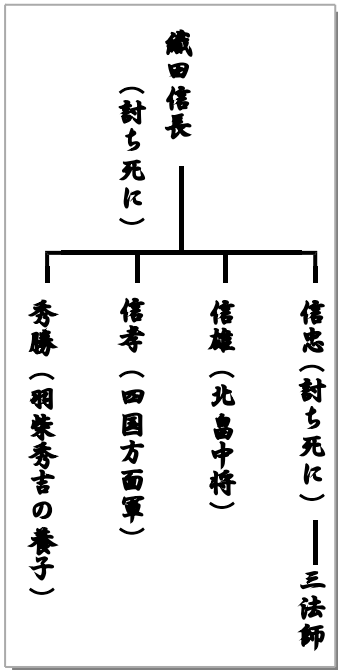 織田信長
(討ち死に)
信忠(討ち死に)
三法師
信雄(北畠中将)
信孝(四国方面軍)
秀勝(羽柴秀吉の養子)